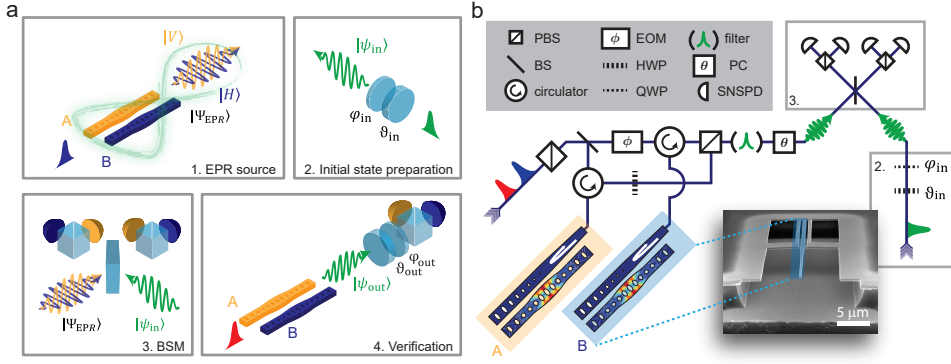 a
|V⟩
|H⟩
|Ψ_EPR⟩
A
B
1. EPR source
|ψ_in⟩
φ_in
ϑ_in
2. Initial state preparation
|Ψ_EPR⟩
|ψ_in⟩
3. BSM
A
B
|ψ_out⟩
φ_out
ϑ_out
4. Verification
b
PBS
ϕ EOM
filter
BS
HWP
θ PC
circulator
QWP
SNSPD
3.
ϕ
θ
2.
φ_in
ϑ_in
A
B
5 μm